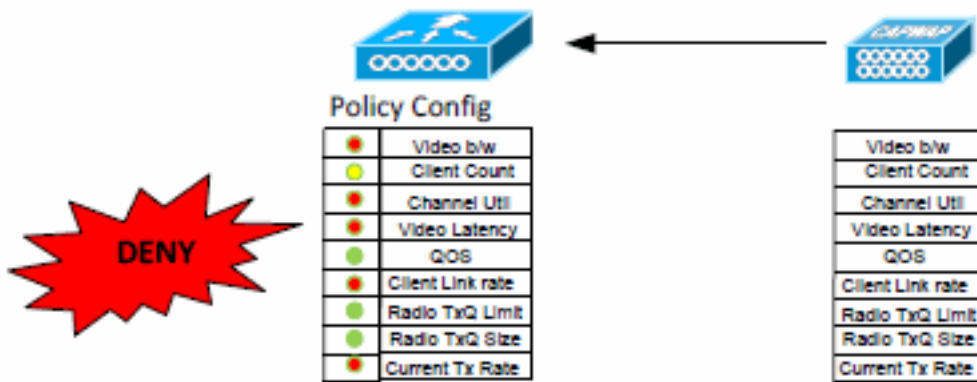 CAPWAP
Policy Config
DENY
Video b/w
Client Count
Channel Util
Video Latency
QOS
Client Link rate
Radio TxQ Limit
Radio TxQ Size
Current Tx Rate
Video b/w
Client Count
Channel Util
Video Latency
QOS
Client Link rate
Radio TxQ Limit
Radio TxQ Size
Current Tx Rate